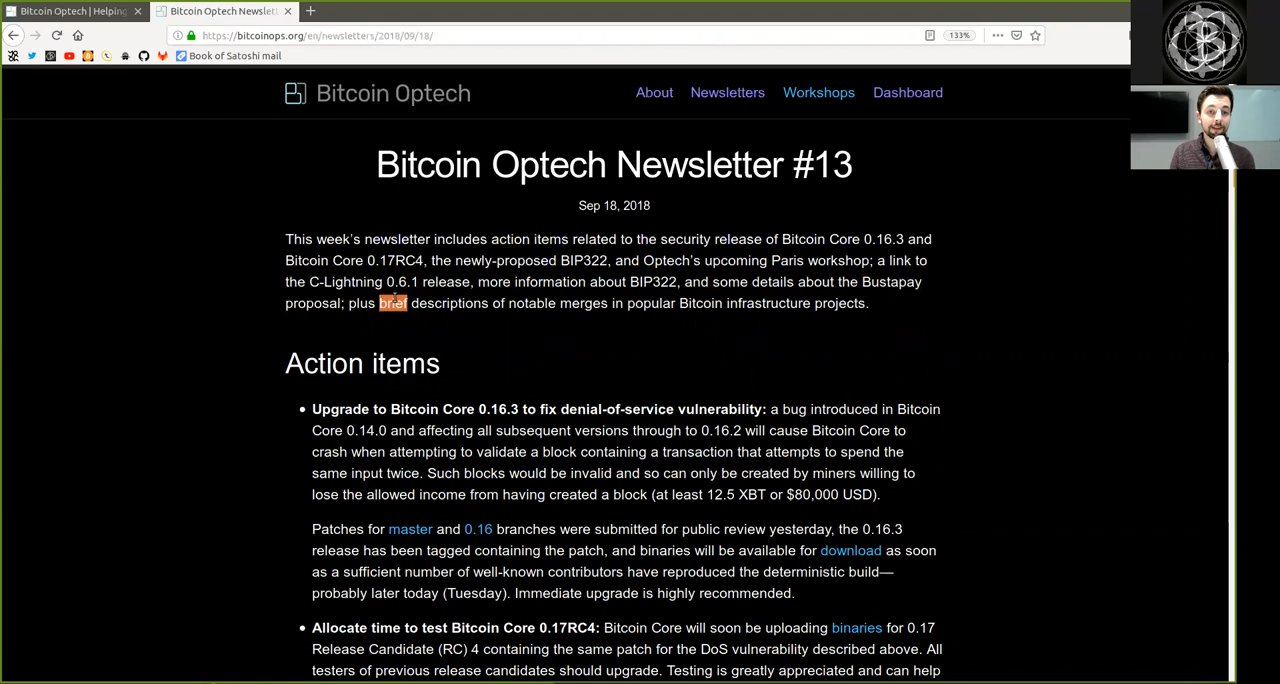 Bitcoin Optech | Helping
Bitcoin Optech Newslet
https://bitcoinops.org/en/newsletters/2018/09/18/
133%
Book of Satoshi mail
Bitcoin Optech
About Newsletters Workshops Dashboard
Bitcoin Optech Newsletter #13
Sep 18, 2018
This week's newsletter includes action items related to the security release of Bitcoin Core 0.16.3 and
Bitcoin Core 0.17RC4, the newly-proposed BIP322, and Optech's upcoming Paris workshop; a link to
the C-Lightning 0.6.1 release, more information about BIP322, and some details about the Bustapay
proposal; plus brief descriptions of notable merges in popular Bitcoin infrastructure projects.
Action items
Upgrade to Bitcoin Core 0.16.3 to fix denial-of-service vulnerability: a bug introduced in Bitcoin
Core 0.14.0 and affecting all subsequent versions through to 0.16.2 will cause Bitcoin Core to
crash when attempting to validate a block containing a transaction that attempts to spend the
same input twice. Such blocks would be invalid and so can only be created by miners willing to
lose the allowed income from having created a block (at least 12.5 XBT or $80,000 USD).
Patches for master and 0.16 branches were submitted for public review yesterday, the 0.16.3
release has been tagged containing the patch, and binaries will be available for download as soon
as a sufficient number of well-known contributors have reproduced the deterministic build—
probably later today (Tuesday). Immediate upgrade is highly recommended.
Allocate time to test Bitcoin Core 0.17RC4: Bitcoin Core will soon be uploading binaries for 0.17
Release Candidate (RC) 4 containing the same patch for the DoS vulnerability described above. All
testers of previous release candidates should upgrade. Testing is greatly appreciated and can help